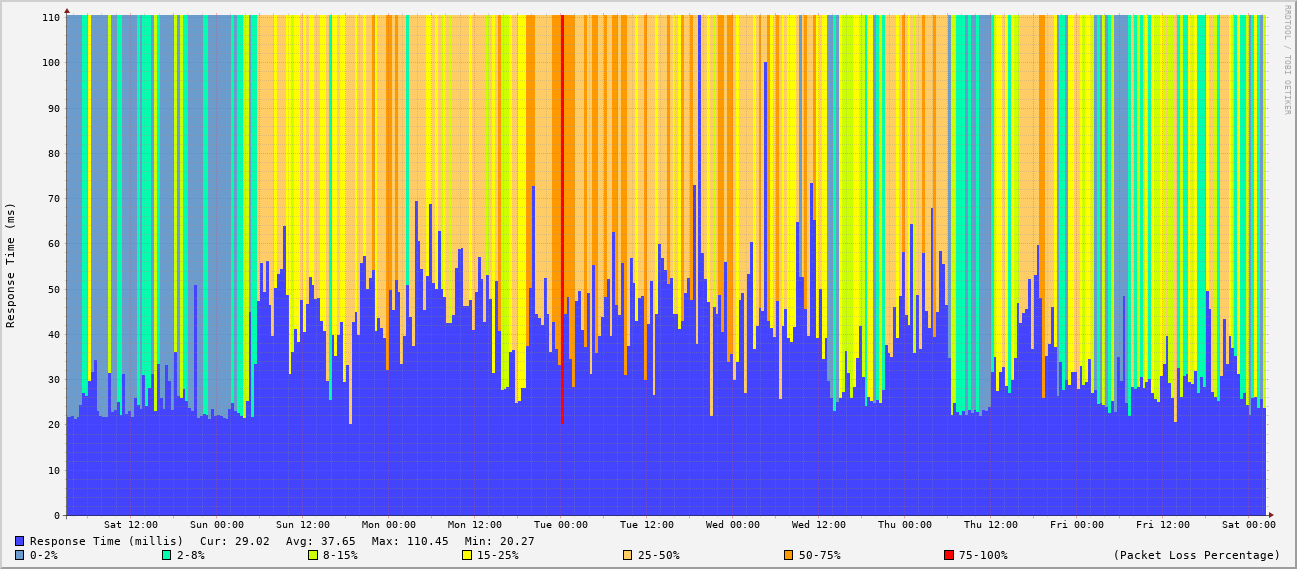 RRDTOOL / TOBI OETIKER
Response Time (ms)
110
100
90
80
70
60
50
40
30
20
10
0
Sat 12:00 Sun 00:00 Sun 12:00 Mon 00:00 Mon 12:00 Tue 00:00 Tue 12:00 Wed 00:00 Wed 12:00 Thu 00:00 Thu 12:00 Fri 00:00 Fri 12:00 Sat 00:00
Response Time (millis) Cur: 29.02 Avg: 37.65 Max: 110.45 Min: 20.27
0-2% 2-8% 8-15% 15-25% 25-50% 50-75% 75-100% (Packet Loss Percentage)